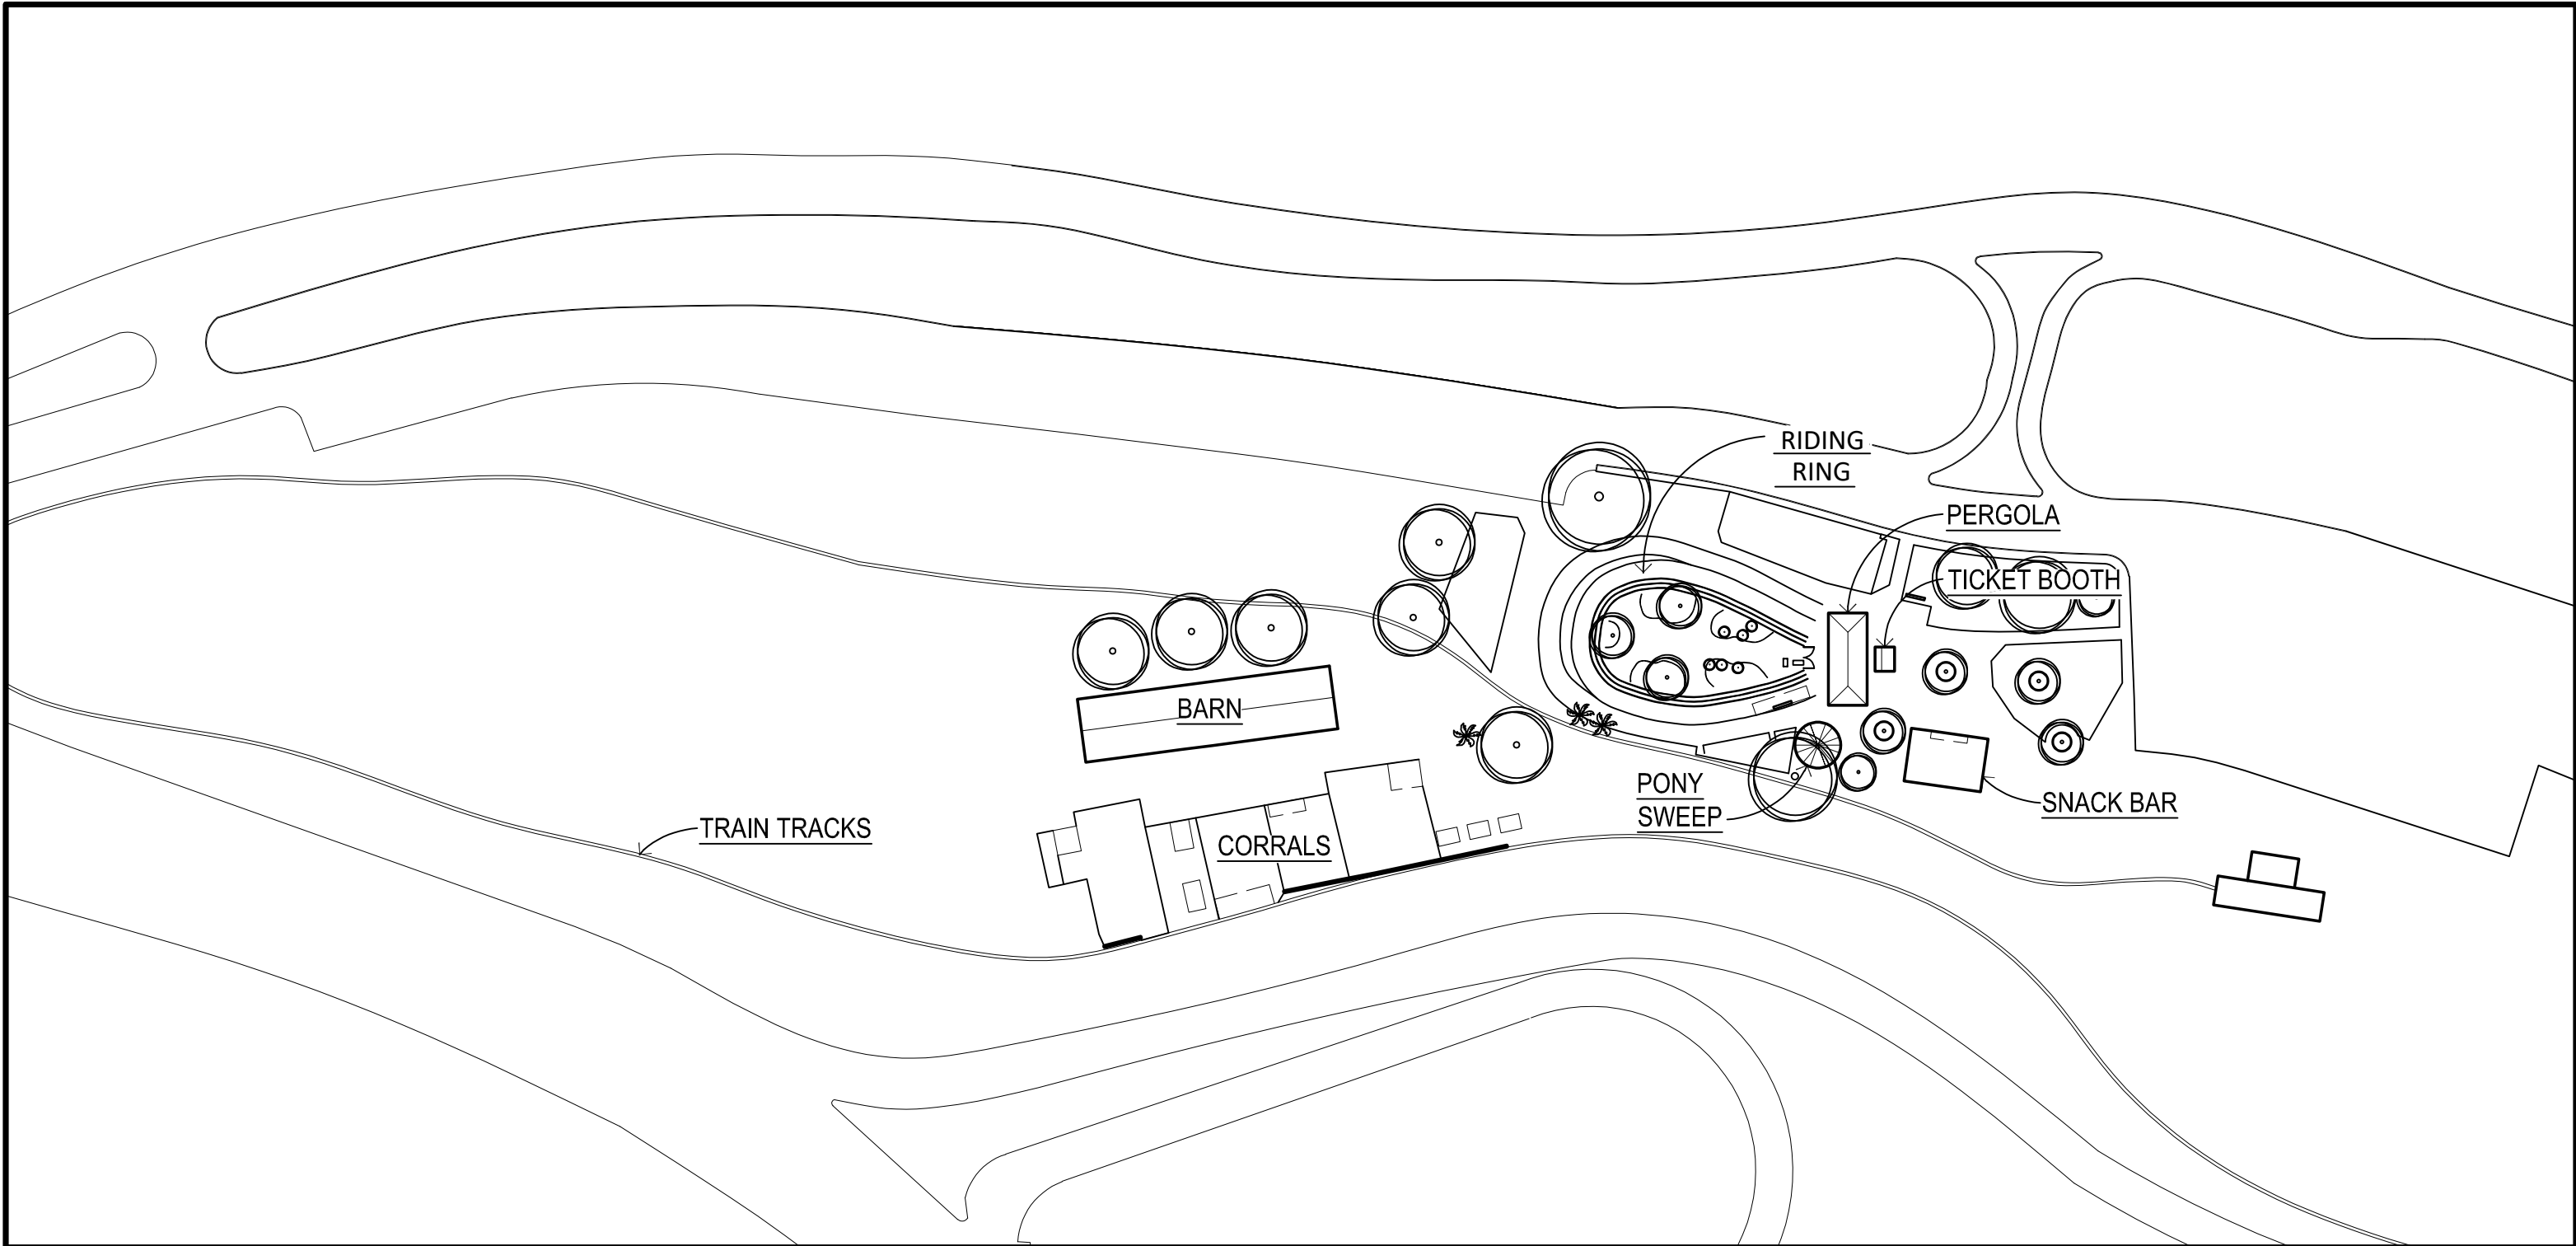 RIDING
RING
PERGOLA
TICKET BOOTH
BARN
PONY
SWEEP
SNACK BAR
TRAIN TRACKS
CORRALS